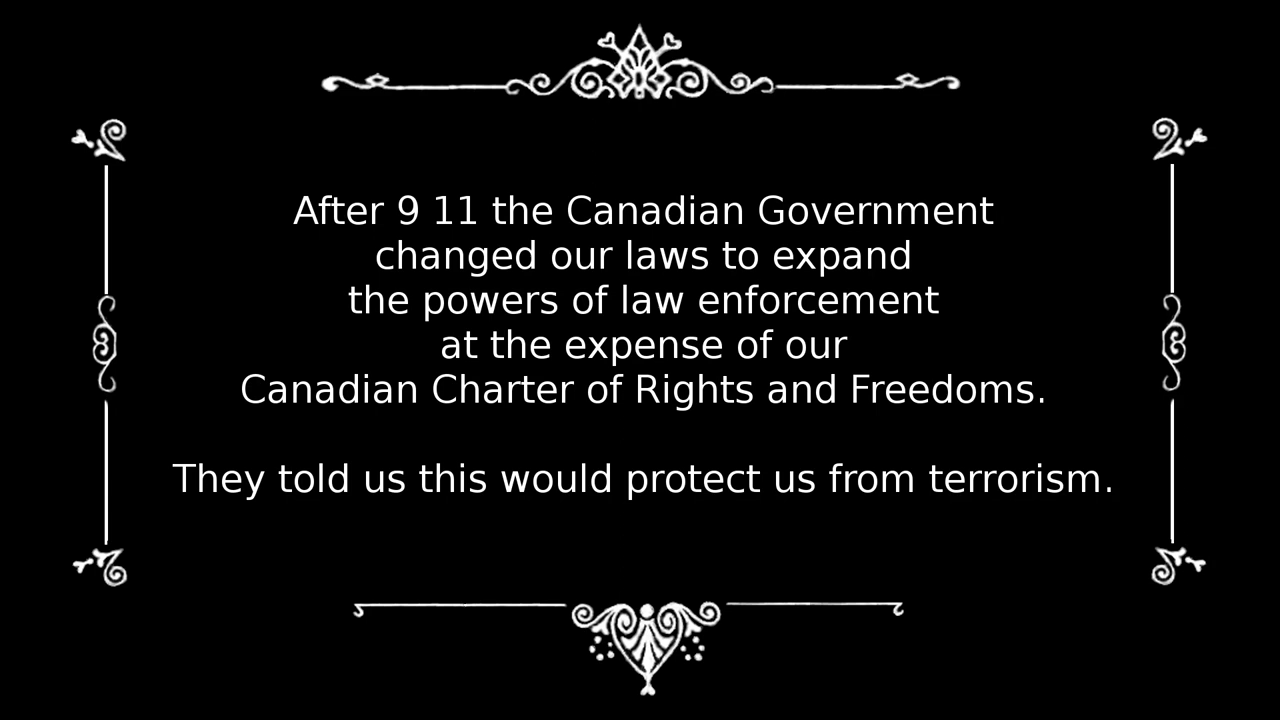 After 9 11 the Canadian Government
changed our laws to expand
the powers of law enforcement
at the expense of our
Canadian Charter of Rights and Freedoms.
They told us this would protect us from terrorism.